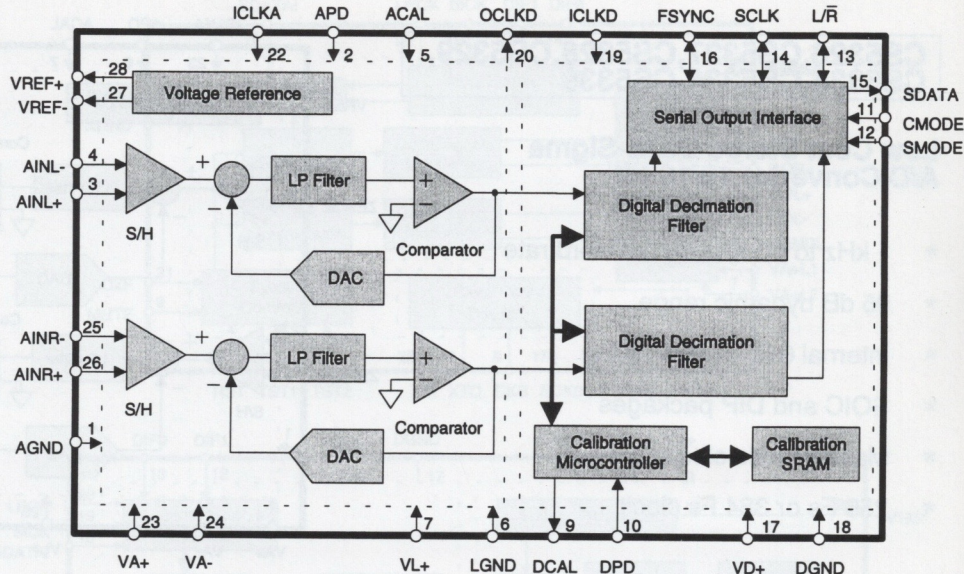 ICLKA APD ACAL OCLKD ICLKD FSYNC SCLK L/R̅
22 2 5 20 19 16 14 13
VREF+ 28
VREF- 27
Voltage Reference
Serial Output Interface
15 SDATA
11 CMODE
12 SMODE
AINL- 4
AINL+ 3
S/H
+
-
LP Filter
+
-
Comparator
DAC
Digital Decimation
Filter
AINR- 25
AINR+ 26
S/H
+
-
LP Filter
+
-
Comparator
DAC
Digital Decimation
Filter
AGND 1
Calibration
Microcontroller
Calibration
SRAM
23 24 7 6 9 10 17 18
VA+ VA- VL+ LGND DCAL DPD VD+ DGND